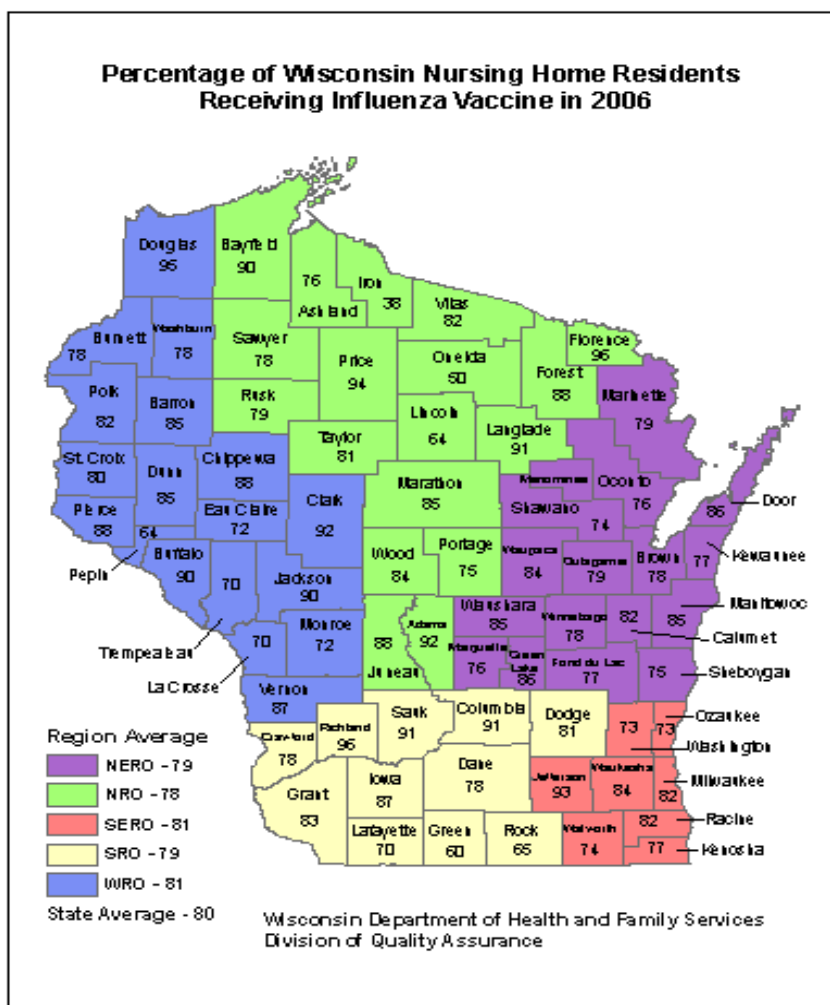 Percentage of Wisconsin Nursing Home Residents
Receiving Influenza Vaccine in 2006
Douglas
95
Bayfield
90
76
Ashland
Iron
38
Vilas
82
Florence
96
Burnett
78
Washburn
78
Sawyer
78
Price
94
Oneida
50
Forest
88
Marinette
79
Polk
82
Barron
85
Rusk
79
Lincoln
64
Langlade
91
Taylor
81
St. Croix
80
Dunn
85
Chippewa
88
Marathon
85
Menominee
Oconto
76
Door
86
Pierce
88
64
Pepin
Eau Claire
72
Clark
92
Shawano
74
Buffalo
90
70
Trempealeau
Jackson
90
Wood
84
Portage
75
Waupaca
84
Outagamie
79
Brown
78
77
Kewaunee
70
La Crosse
Monroe
72
88
Juneau
Adams
92
Waushara
85
Winnebago
78
82
Calumet
85
Manitowoc
Marquette
76
Green
Lake
86
Fond du Lac
77
75
Sheboygan
Vernon
87
Crawford
78
Richland
96
Sauk
91
Columbia
91
Dodge
81
73
Washington
73
Ozaukee
Grant
83
Iowa
87
Dane
78
Jefferson
93
Waukesha
84
82
Milwaukee
Lafayette
70
Green
60
Rock
65
Walworth
74
82
Racine
77
Kenosha
Region Average
NERO - 79
NRO - 78
SERO - 81
SRO - 79
WRO - 81
State Average - 80
Wisconsin Department of Health and Family Services
Division of Quality Assurance